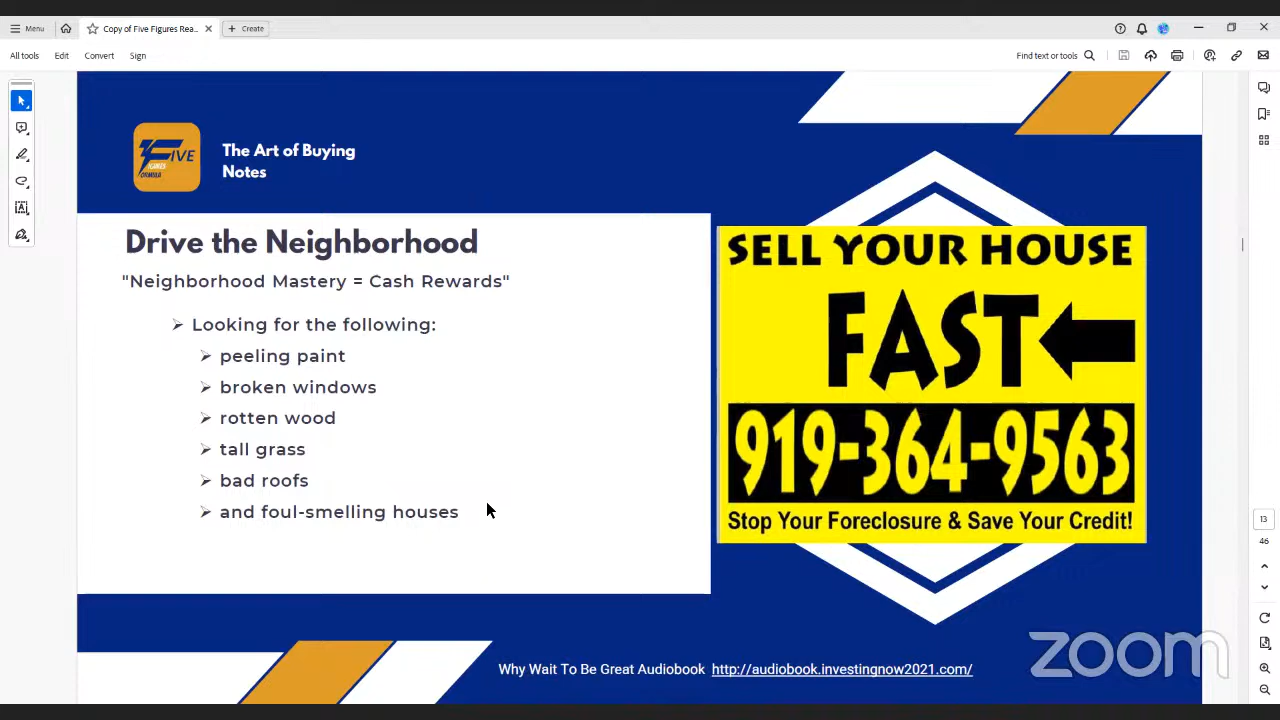 Menu
Copy of Five Figures Rea...
Create
All tools
Edit
Convert
Sign
Find text or tools
FIVE
FIGURES
FORMULA
The Art of Buying
Notes
Drive the Neighborhood
"Neighborhood Mastery = Cash Rewards"
Looking for the following:
peeling paint
broken windows
rotten wood
tall grass
bad roofs
and foul-smelling houses
SELL YOUR HOUSE
FAST
919-364-9563
Stop Your Foreclosure & Save Your Credit!
13
46
Why Wait To Be Great Audiobook http://audiobook.investingnow2021.com/
zoom